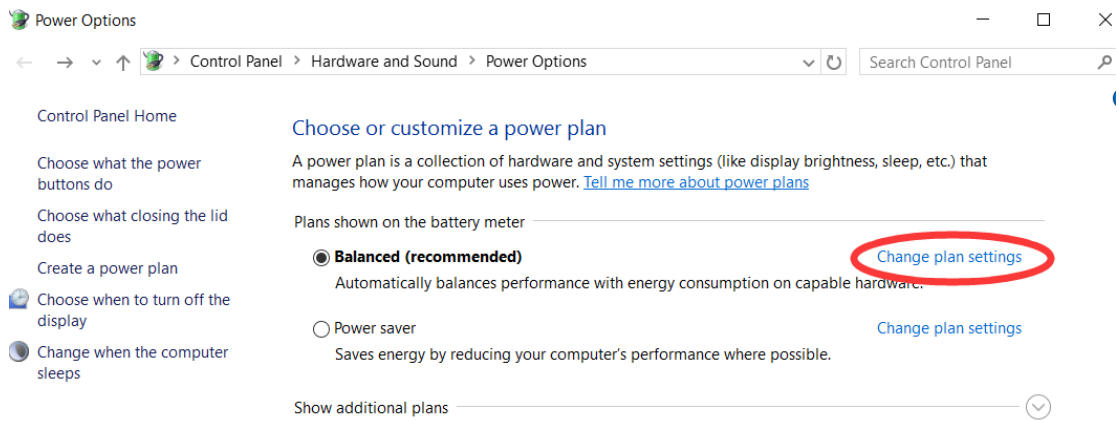 Power Options
Control Panel > Hardware and Sound > Power Options
Search Control Panel
Control Panel Home
Choose what the power
buttons do
Choose what closing the lid
does
Create a power plan
Choose when to turn off the
display
Change when the computer
sleeps
Choose or customize a power plan
A power plan is a collection of hardware and system settings (like display brightness, sleep, etc.) that
manages how your computer uses power. Tell me more about power plans
Plans shown on the battery meter
Balanced (recommended)
Change plan settings
Automatically balances performance with energy consumption on capable hardware.
Power saver
Change plan settings
Saves energy by reducing your computer's performance where possible.
Show additional plans